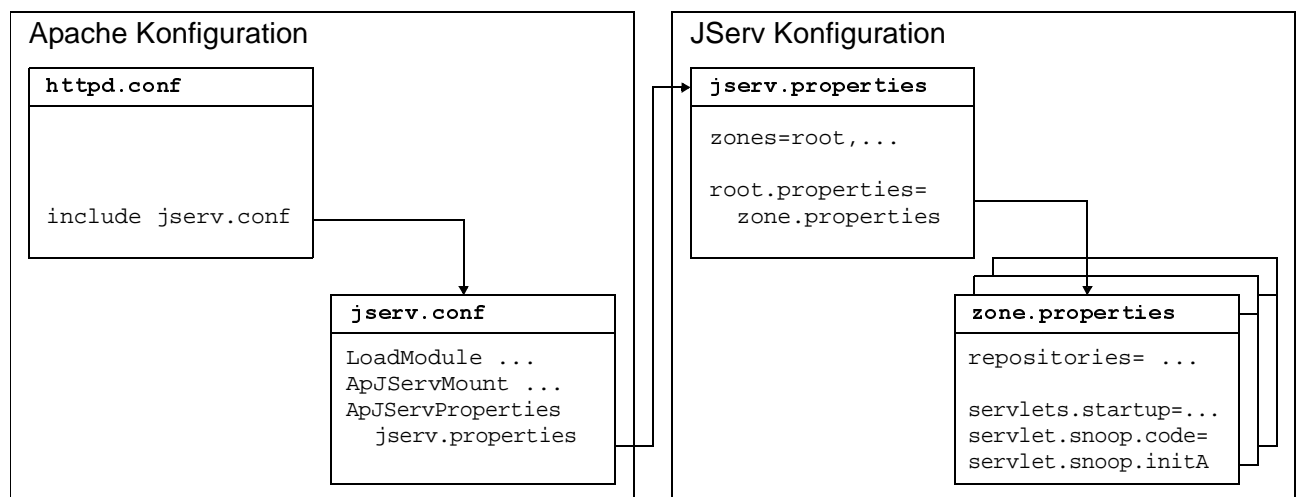 Apache Konfiguration
httpd.conf
include jserv.conf
jserv.conf
LoadModule ...
ApJServMount ...
ApJServProperties
jserv.properties
JServ Konfiguration
jserv.properties
zones=root,...
root.properties=
zone.properties
zone.properties
repositories= ...
servlets.startup=...
servlet.snoop.code=
servlet.snoop.initA